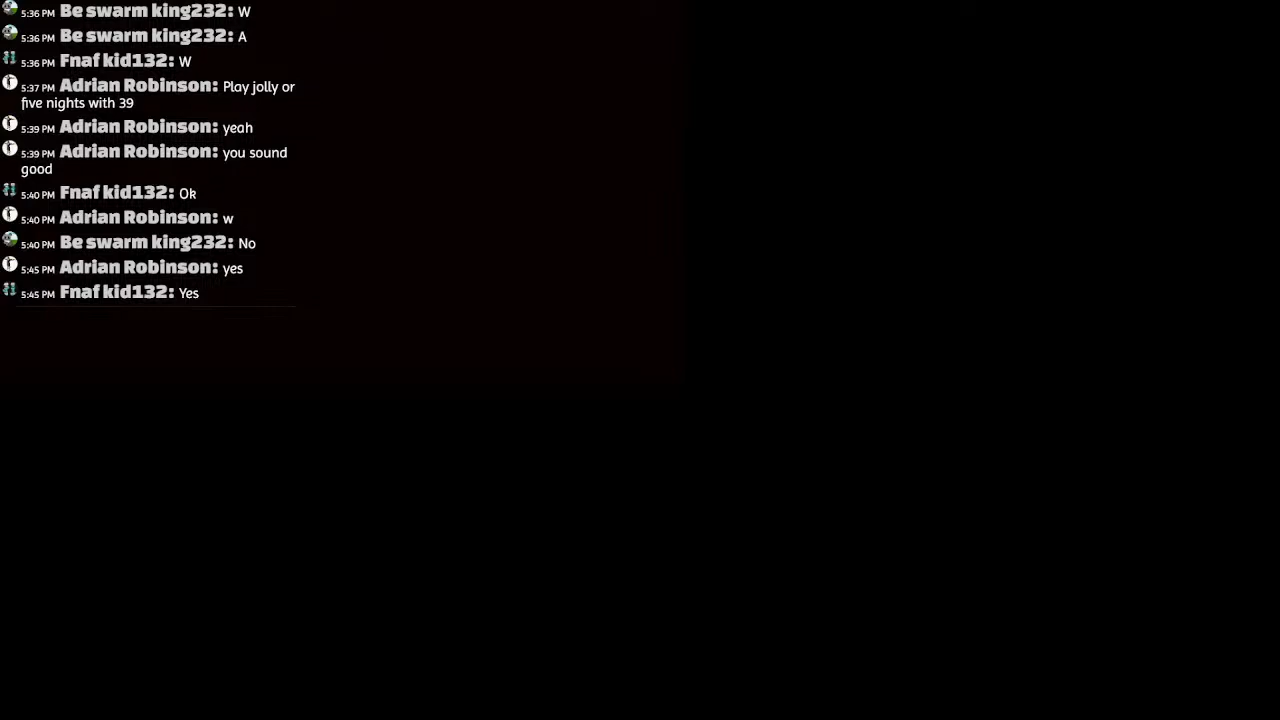 5:36 PM Be swarm king232: W
5:36 PM Be swarm king232: A
5:36 PM Fnaf kid132: W
5:37 PM Adrian Robinson: Play jolly or
five nights with 39
5:39 PM Adrian Robinson: yeah
5:39 PM Adrian Robinson: you sound
good
5:40 PM Fnaf kid132: Ok
5:40 PM Adrian Robinson: w
5:40 PM Be swarm king232: No
5:45 PM Adrian Robinson: yes
5:45 PM Fnaf kid132: Yes